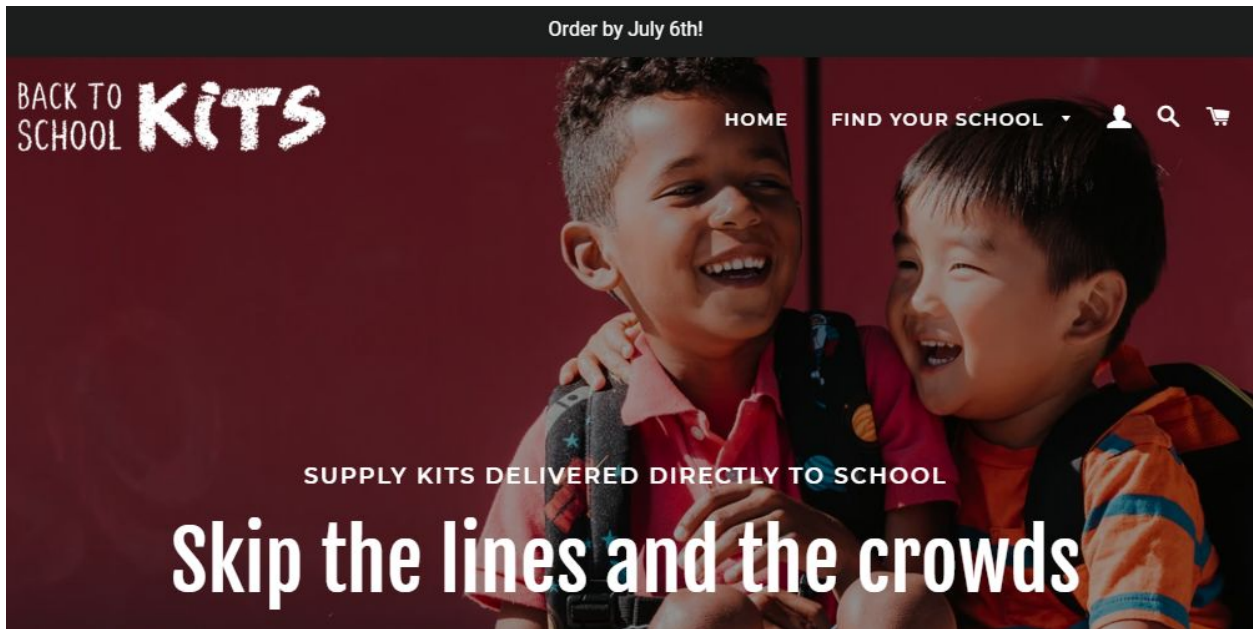 Order by July 6th!
BACK TO
SCHOOL KiTS
HOME FIND YOUR SCHOOL
SUPPLY KITS DELIVERED DIRECTLY TO SCHOOL
Skip the lines and the crowds